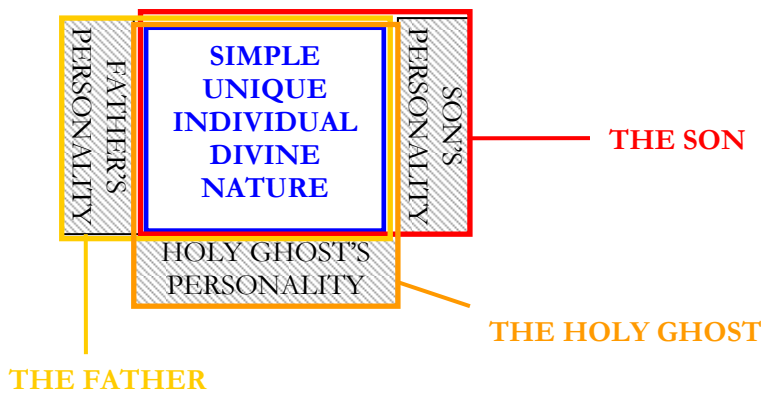 FATHER'S
PERSONALITY
SIMPLE
UNIQUE
INDIVIDUAL
DIVINE
NATURE
SON'S
PERSONALITY
THE SON
HOLY GHOST'S
PERSONALITY
THE HOLY GHOST
THE FATHER